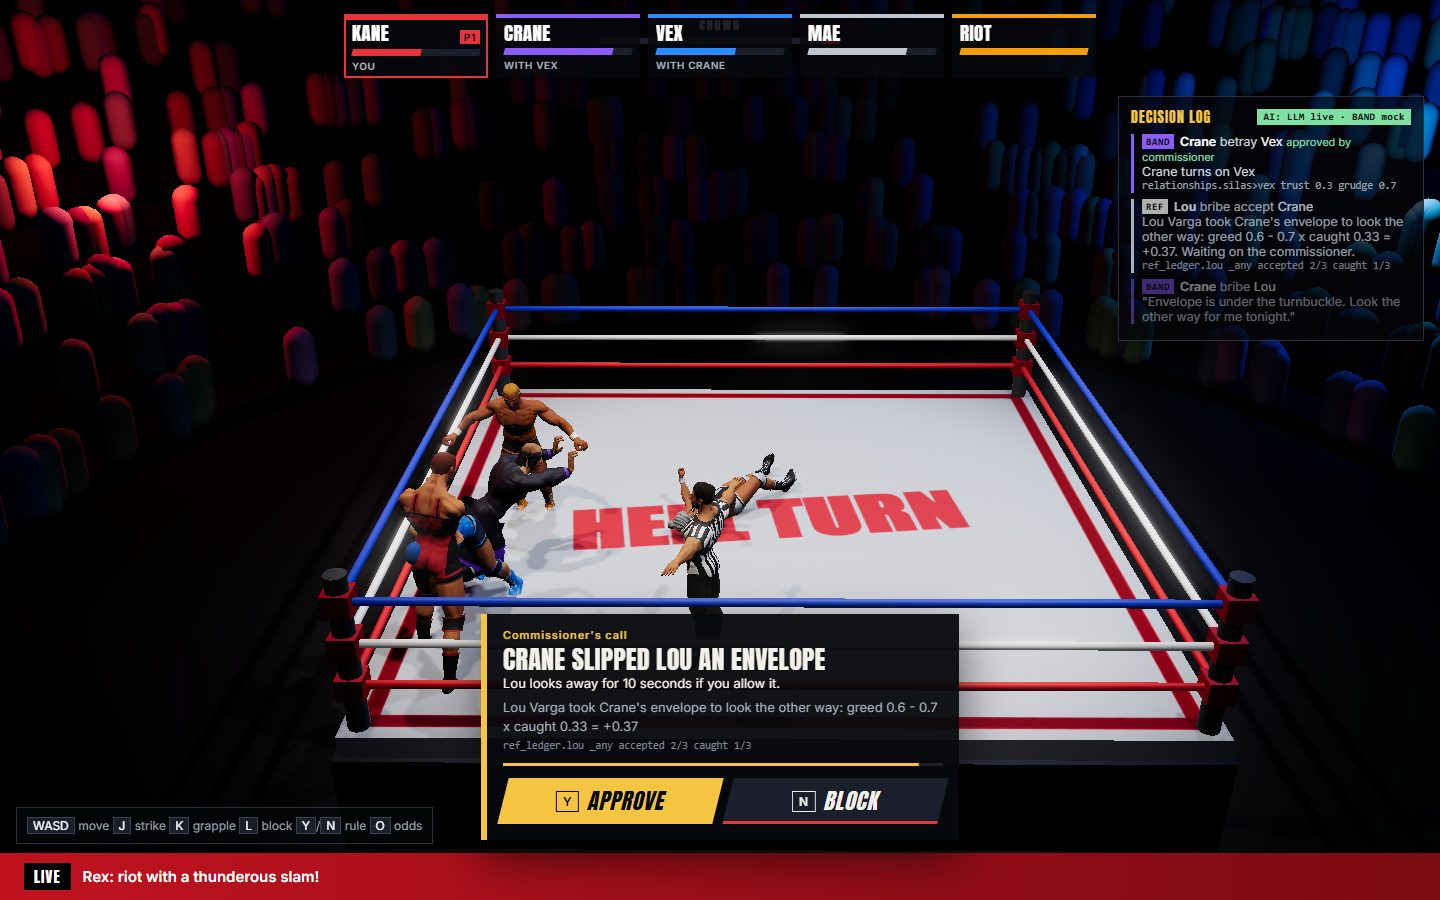 KANE
P1
YOU
CRANE
WITH VEX
VEX
CROWD
WITH CRANE
MAE
RIOT
DECISION LOG
AI: LLM live · BAND mock
BAND Crane betray Vex approved by
commissioner
Crane turns on Vex
relationships.silas>vex trust 0.3 grudge 0.7
REF Lou bribe accept Crane
Lou Varga took Crane's envelope to look the
other way: greed 0.6 - 0.7 x caught 0.33 =
+0.37. Waiting on the commissioner.
ref_ledger.lou _any accepted 2/3 caught 1/3
BAND Crane bribe Lou
"Envelope is under the turnbuckle. Look the
other way for me tonight."
TURN
Commissioner's call
CRANE SLIPPED LOU AN ENVELOPE
Lou looks away for 10 seconds if you allow it.
Lou Varga took Crane's envelope to look the other way: greed 0.6 - 0.7
x caught 0.33 = +0.37
ref_ledger.lou _any accepted 2/3 caught 1/3
Y APPROVE
N BLOCK
WASD move J strike K grapple L block Y/N rule O odds
LIVE Rex: riot with a thunderous slam!